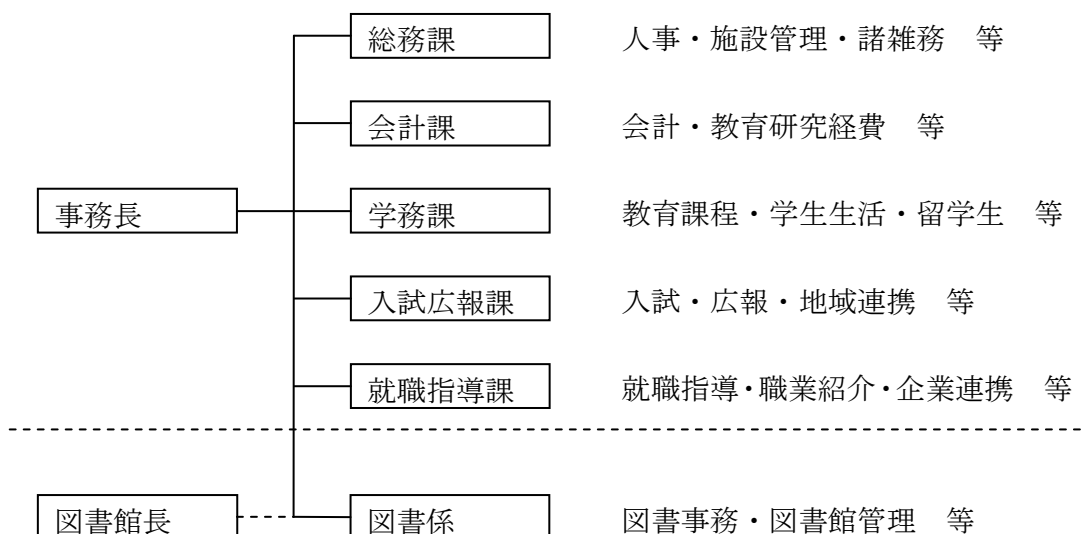 総務課　人事・施設管理・諸雑務　等
会計課　会計・教育研究経費　等
事務長　学務課　教育課程・学生生活・留学生　等
入試広報課　入試・広報・地域連携　等
就職指導課　就職指導・職業紹介・企業連携　等
図書館長　図書係　図書事務・図書館管理　等